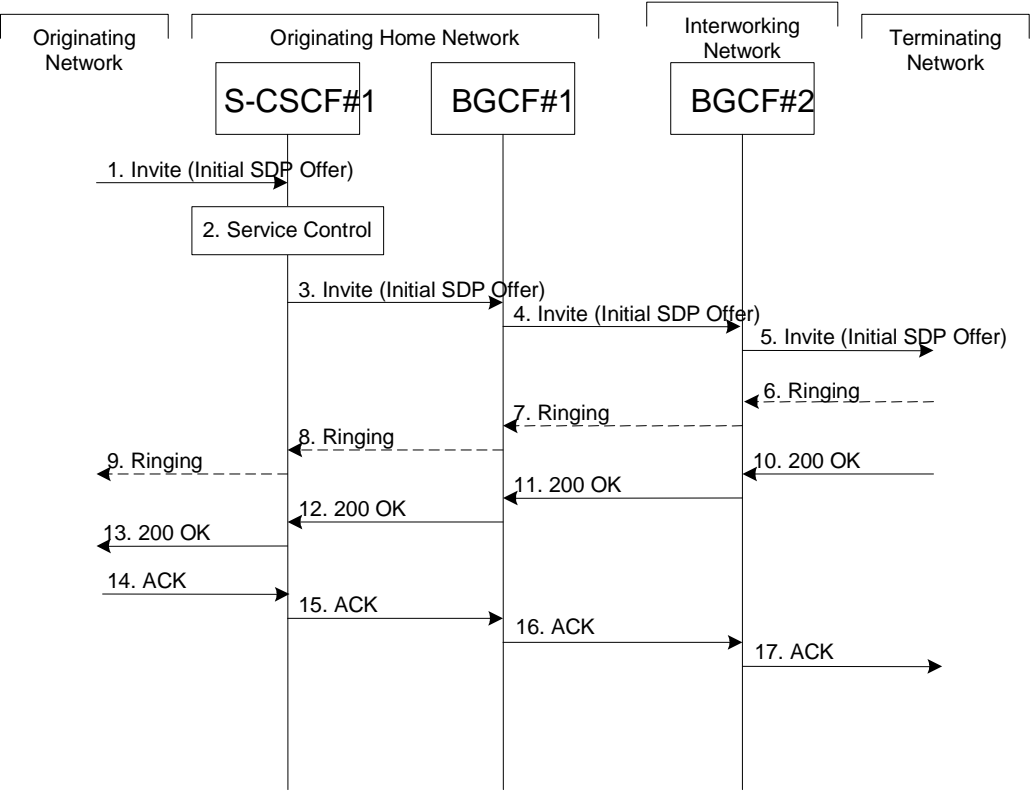 Originating
Network
Originating Home Network
Interworking
Network
Terminating
Network
S-CSCF#1
BGCF#1
BGCF#2
1. Invite (Initial SDP Offer)
2. Service Control
3. Invite (Initial SDP Offer)
4. Invite (Initial SDP Offer)
5. Invite (Initial SDP Offer)
6. Ringing
7. Ringing
8. Ringing
9. Ringing
10. 200 OK
11. 200 OK
12. 200 OK
13. 200 OK
14. ACK
15. ACK
16. ACK
17. ACK